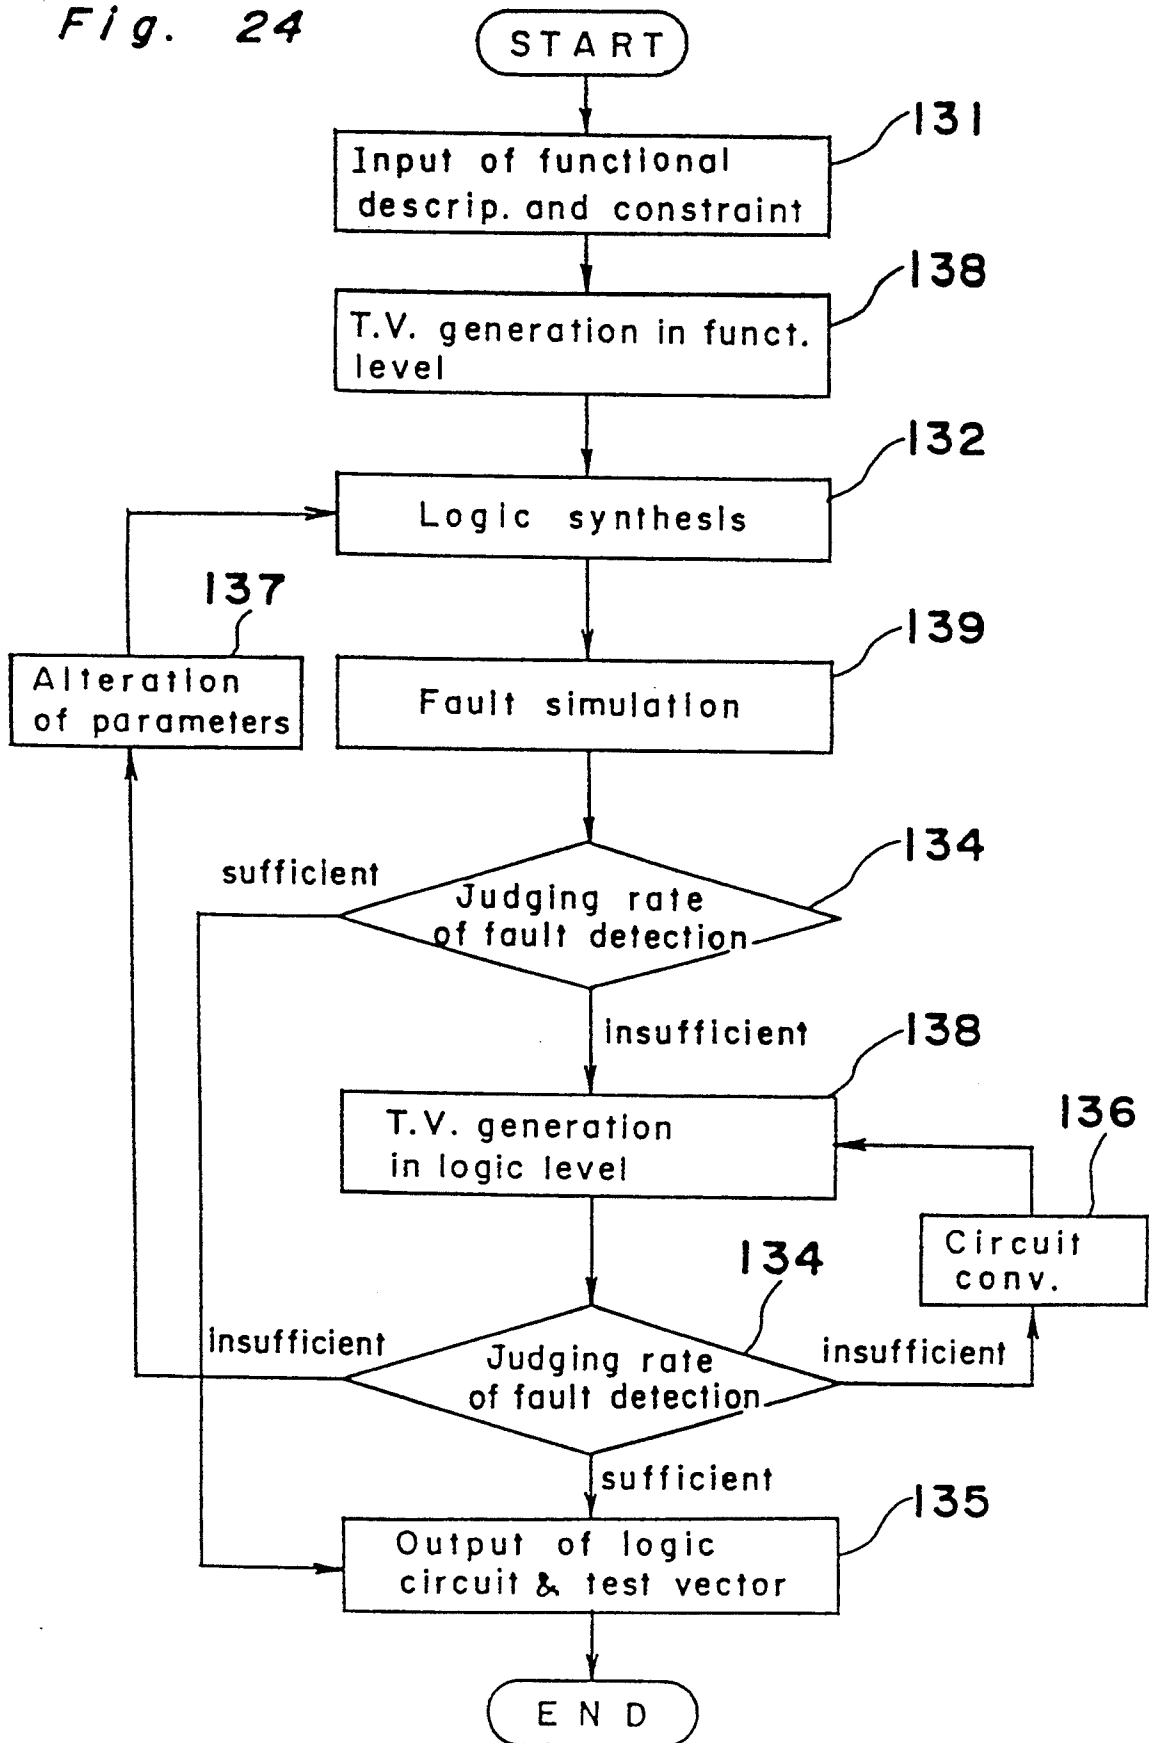 Fig. 24
START
131
Input of functional
descrip. and constraint
138
T.V. generation in funct.
level
132
Logic synthesis
137
Alteration
of parameters
139
Fault simulation
134
sufficient
Judging rate
of fault detection
insufficient
138
T.V. generation
in logic level
136
Circuit
conv.
134
insufficient
Judging rate
of fault detection
insufficient
sufficient
135
Output of logic
circuit & test vector
END